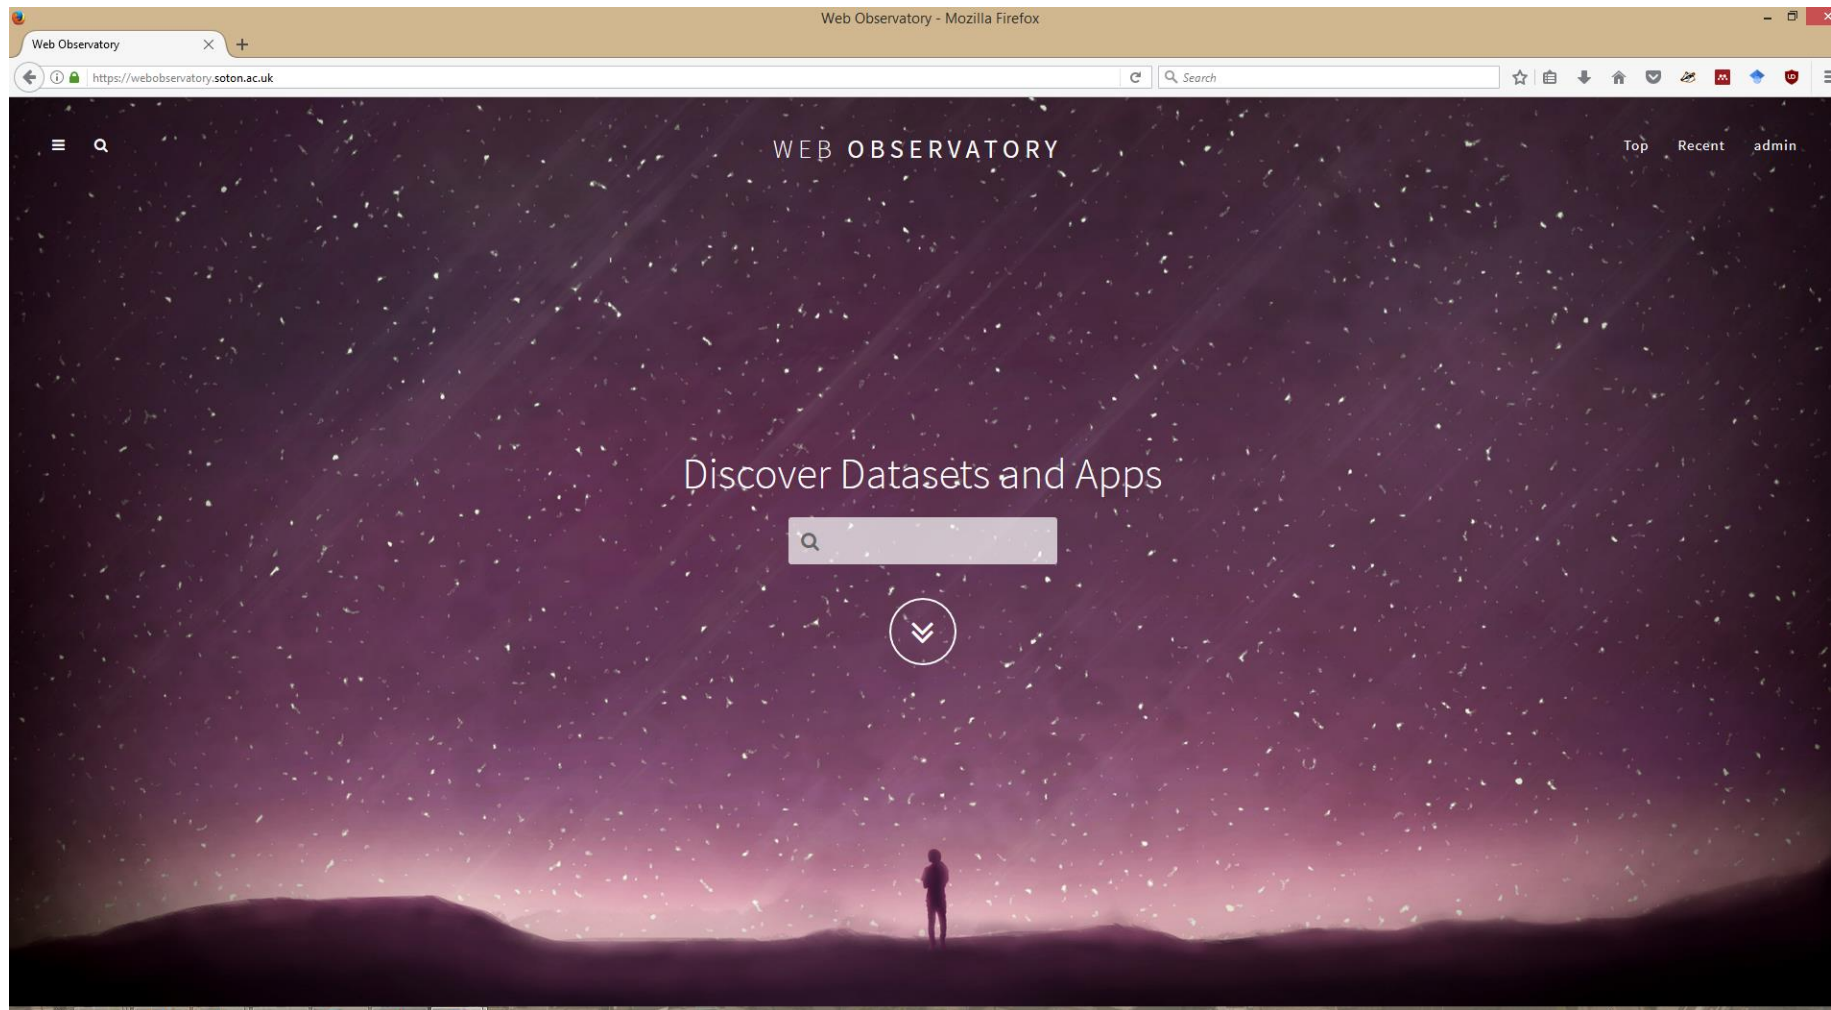 Web Observatory - Mozilla Firefox
Web Observatory
https://webobservatory.soton.ac.uk
Search
WEB OBSERVATORY
Top Recent admin
Discover Datasets and Apps